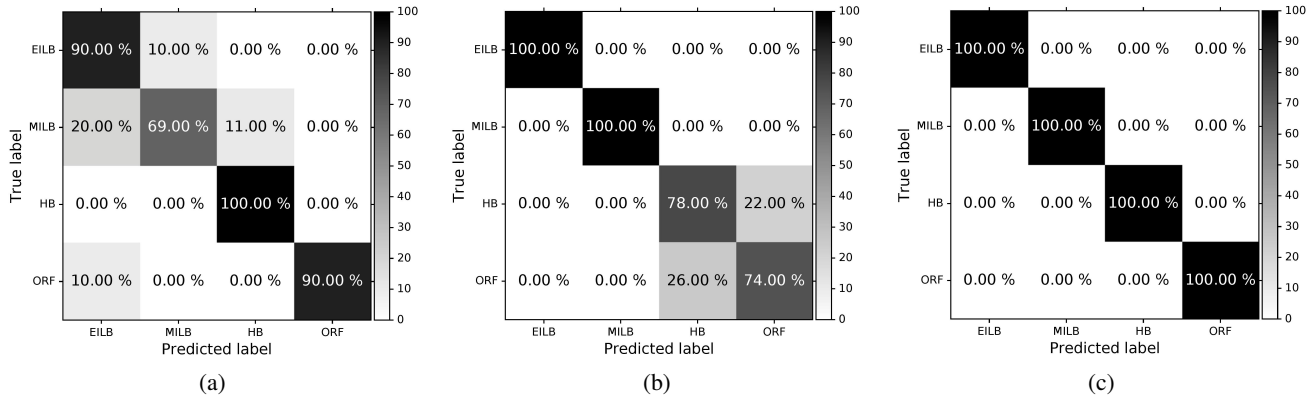 EILB 90.00 % 10.00 % 0.00 % 0.00 %
MILB 20.00 % 69.00 % 11.00 % 0.00 %
HB 0.00 % 0.00 % 100.00 % 0.00 %
ORF 10.00 % 0.00 % 0.00 % 90.00 %
EILB MILB HB ORF
True label
Predicted label
100
90
80
70
60
50
40
30
20
10
0
(a)
EILB 100.00 % 0.00 % 0.00 % 0.00 %
MILB 0.00 % 100.00 % 0.00 % 0.00 %
HB 0.00 % 0.00 % 78.00 % 22.00 %
ORF 0.00 % 0.00 % 26.00 % 74.00 %
EILB MILB HB ORF
True label
Predicted label
100
90
80
70
60
50
40
30
20
10
0
(b)
EILB 100.00 % 0.00 % 0.00 % 0.00 %
MILB 0.00 % 100.00 % 0.00 % 0.00 %
HB 0.00 % 0.00 % 100.00 % 0.00 %
ORF 0.00 % 0.00 % 0.00 % 100.00 %
EILB MILB HB ORF
True label
Predicted label
100
90
80
70
60
50
40
30
20
10
0
(c)